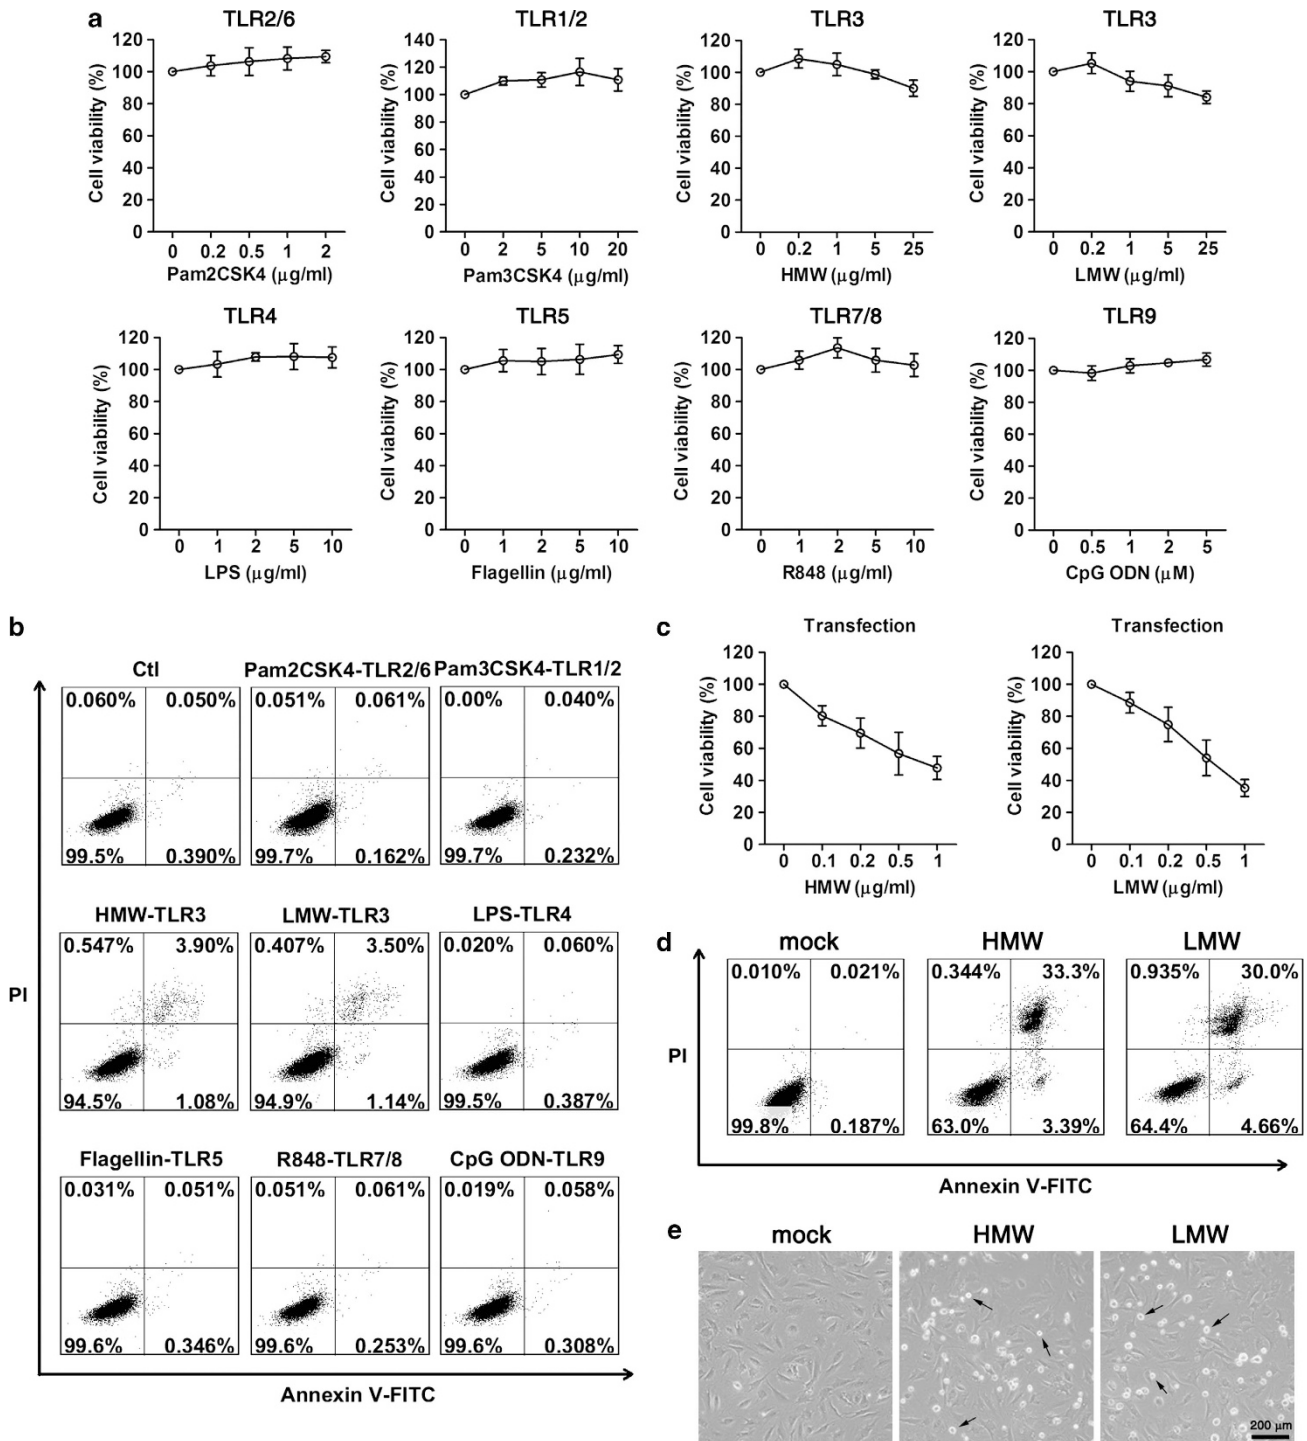 a
TLR2/6
TLR1/2
TLR3
TLR3
Cell viability (%)
120
100
80
60
40
20
0
0 0.2 0.5 1 2
Pam2CSK4 (μg/ml)
Cell viability (%)
140
120
100
80
60
40
20
0
0 2 5 10 20
Pam3CSK4 (μg/ml)
Cell viability (%)
120
100
80
60
40
20
0
0 0.2 1 5 25
HMW (μg/ml)
Cell viability (%)
120
100
80
60
40
20
0
0 0.2 1 5 25
LMW (μg/ml)
TLR4
TLR5
TLR7/8
TLR9
Cell viability (%)
120
100
80
60
40
20
0
0 1 2 5 10
LPS (μg/ml)
Cell viability (%)
120
100
80
60
40
20
0
0 1 2 5 10
Flagellin (μg/ml)
Cell viability (%)
120
100
80
60
40
20
0
0 1 2 5 10
R848 (μg/ml)
Cell viability (%)
120
100
80
60
40
20
0
0 0.5 1 2 5
CpG ODN (μM)
b
Ctl
Pam2CSK4-TLR2/6
Pam3CSK4-TLR1/2
0.060% 0.050%
99.5% 0.390%
0.051% 0.061%
99.7% 0.162%
0.00% 0.040%
99.7% 0.232%
HMW-TLR3
LMW-TLR3
LPS-TLR4
0.547% 3.90%
94.5% 1.08%
0.407% 3.50%
94.9% 1.14%
0.020% 0.060%
99.5% 0.387%
PI
Flagellin-TLR5
R848-TLR7/8
CpG ODN-TLR9
0.031% 0.051%
99.6% 0.346%
0.051% 0.061%
99.6% 0.253%
0.019% 0.058%
99.6% 0.308%
Annexin V-FITC
c
Transfection
Cell viability (%)
120
100
80
60
40
20
0
0 0.1 0.2 0.5 1
HMW (μg/ml)
Transfection
Cell viability (%)
120
100
80
60
40
20
0
0 0.1 0.2 0.5 1
LMW (μg/ml)
d
mock
HMW
LMW
0.010% 0.021%
99.8% 0.187%
0.344% 33.3%
63.0% 3.39%
0.935% 30.0%
64.4% 4.66%
PI
Annexin V-FITC
e
mock
HMW
LMW
200 μm